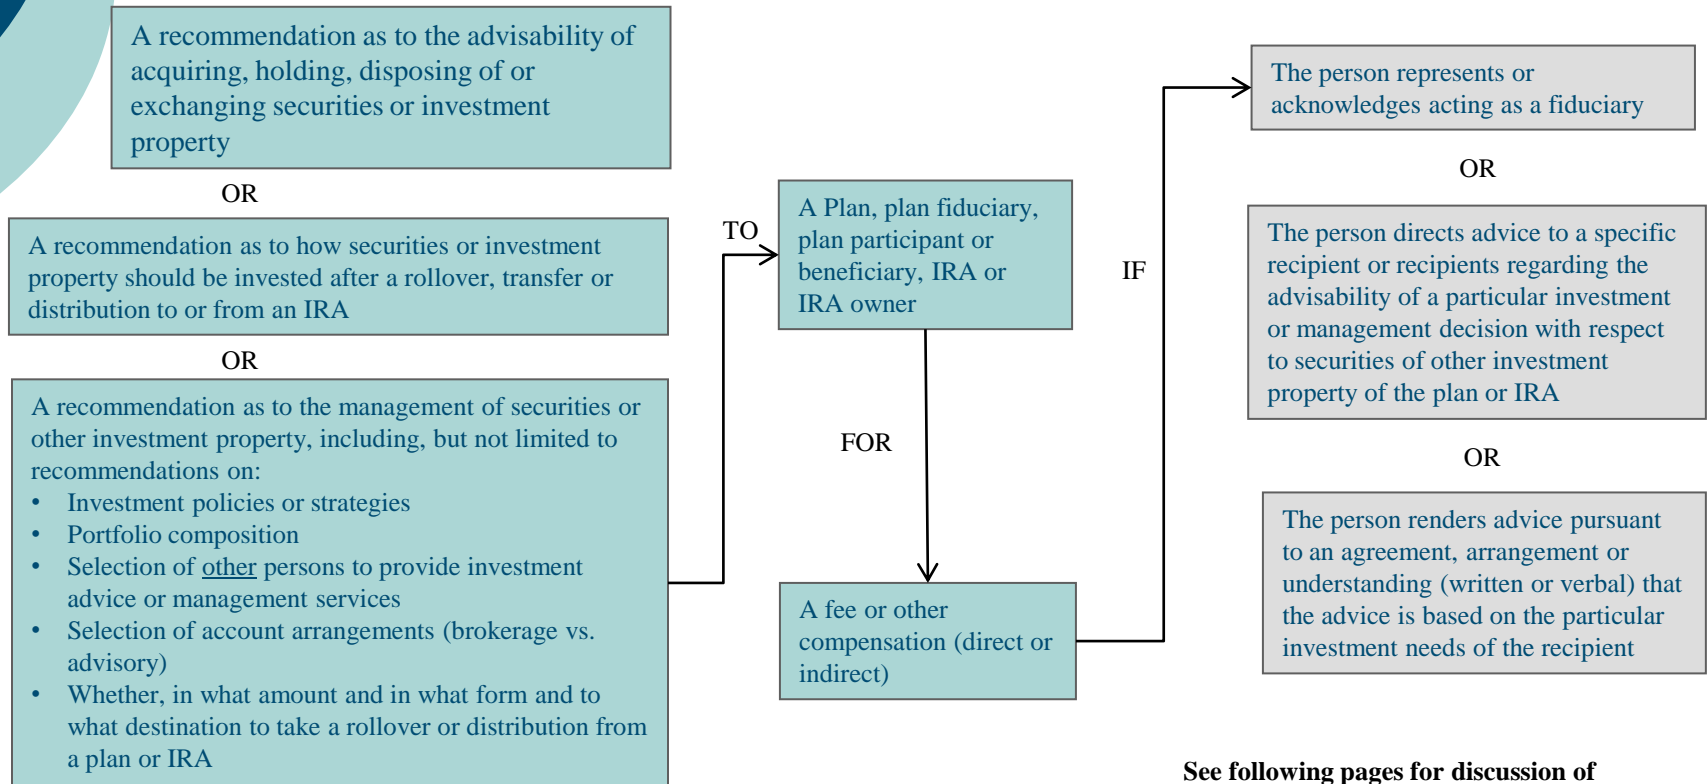 A recommendation as to the advisability of
acquiring, holding, disposing of or
exchanging securities or investment
property
OR
A recommendation as to how securities or investment
property should be invested after a rollover, transfer or
distribution to or from an IRA
OR
A recommendation as to the management of securities or
other investment property, including, but not limited to
recommendations on:
• Investment policies or strategies
• Portfolio composition
• Selection of other persons to provide investment
advice or management services
• Selection of account arrangements (brokerage vs.
advisory)
• Whether, in what amount and in what form and to
what destination to take a rollover or distribution from
a plan or IRA
TO
A Plan, plan fiduciary,
plan participant or
beneficiary, IRA or
IRA owner
FOR
A fee or other
compensation (direct or
indirect)
IF
The person represents or
acknowledges acting as a fiduciary
OR
The person directs advice to a specific
recipient or recipients regarding the
advisability of a particular investment
or management decision with respect
to securities of other investment
property of the plan or IRA
OR
The person renders advice pursuant
to an agreement, arrangement or
understanding (written or verbal) that
the advice is based on the particular
investment needs of the recipient
See following pages for discussion of